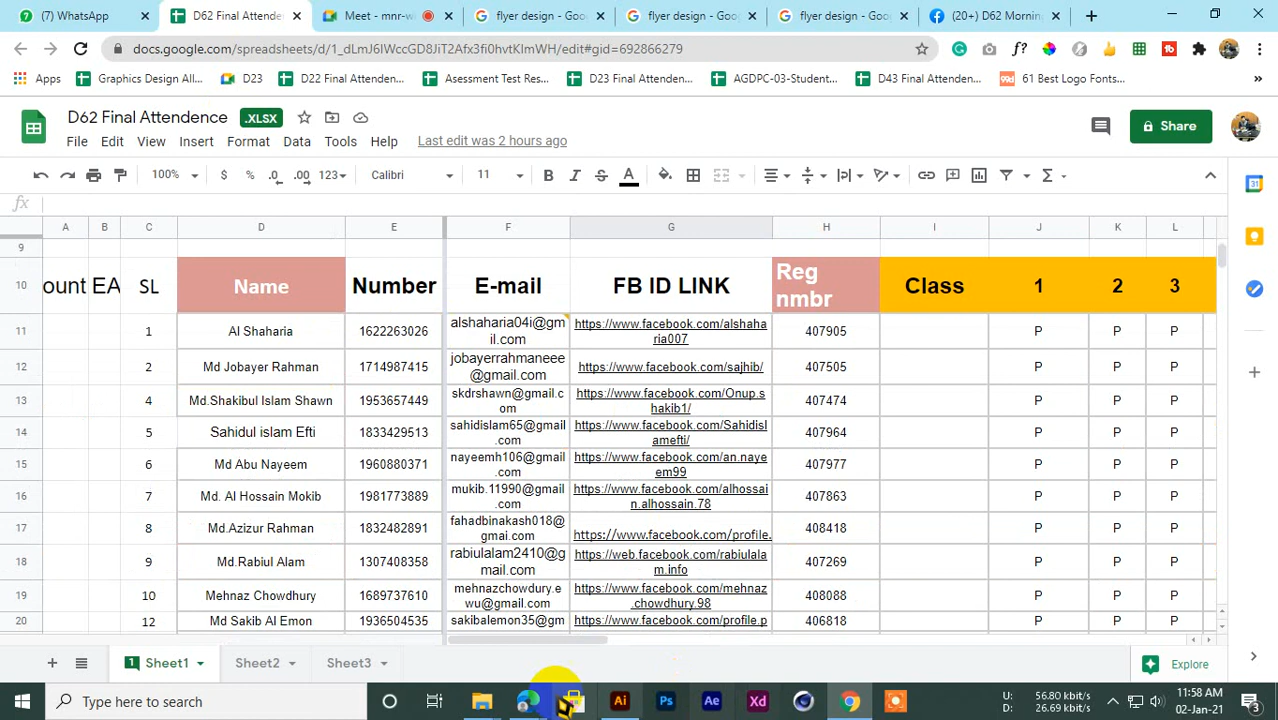 (7) WhatsApp
D62 Final Attende
Meet - mnr-w
flyer design - Goo
flyer design - Goo
flyer design - Goo
(20+) D62 Mornin
docs.google.com/spreadsheets/d/1_dLmJ6IWccGD8JiT2Afx3fi0hvtKlmWH/edit#gid=692866279
Apps
Graphics Design All...
D23
D22 Final Attenden...
Asessment Test Res...
D23 Final Attenden...
AGDPC-03-Student...
D43 Final Attenden...
61 Best Logo Fonts...
D62 Final Attendence .XLSX
File Edit View Insert Format Data Tools Help Last edit was 2 hours ago
Share
100% $ % .0 .00 123 Calibri 11 B I S A
fx
A B C D E F G H I J K L
9
10 ount EA SL Name Number E-mail FB ID LINK Reg nmbr Class 1 2 3
11 1 Al Shaharia 1622263026 alshaharia04i@gmil.com https://www.facebook.com/alshaharia007 407905 P P P
12 2 Md Jobayer Rahman 1714987415 jobayerrahmaneee@gmail.com https://www.facebook.com/sajhib/ 407505 P P P
13 4 Md.Shakibul Islam Shawn 1953657449 skdrshawn@gmail.com https://www.facebook.com/Onup.shakib1/ 407474 P P P
14 5 Sahidul islam Efti 1833429513 sahidislam65@gmail.com https://www.facebook.com/Sahidislamefti/ 407964 P P P
15 6 Md Abu Nayeem 1960880371 nayeemh106@gmail.com https://www.facebook.com/an.nayeem99 407977 P P P
16 7 Md. Al Hossain Mokib 1981773889 mukib.11990@gmail.com https://www.facebook.com/alhossain.alhossain.78 407863 P P P
17 8 Md.Azizur Rahman 1832482891 fahadbinakash018@gmai.com https://www.facebook.com/profile. 408418 P P P
18 9 Md.Rabiul Alam 1307408358 rabiulalam2410@gmail.com https://web.facebook.com/rabiulalam.info 407269 P P P
19 10 Mehnaz Chowdhury 1689737610 mehnazchowdury.ewu@gmail.com https://www.facebook.com/mehnaz.chowdhury.98 408088 P P P
20 12 Md Sakib Al Emon 1936504535 sakibalemon35@gm https://www.facebook.com/profile.p 406818 P P P
1 Sheet1 Sheet2 Sheet3 Explore
Type here to search
Ai Ps Ae Xd
U: 56.80 kbit/s
D: 26.69 kbit/s
11:58 AM
02-Jan-21
3